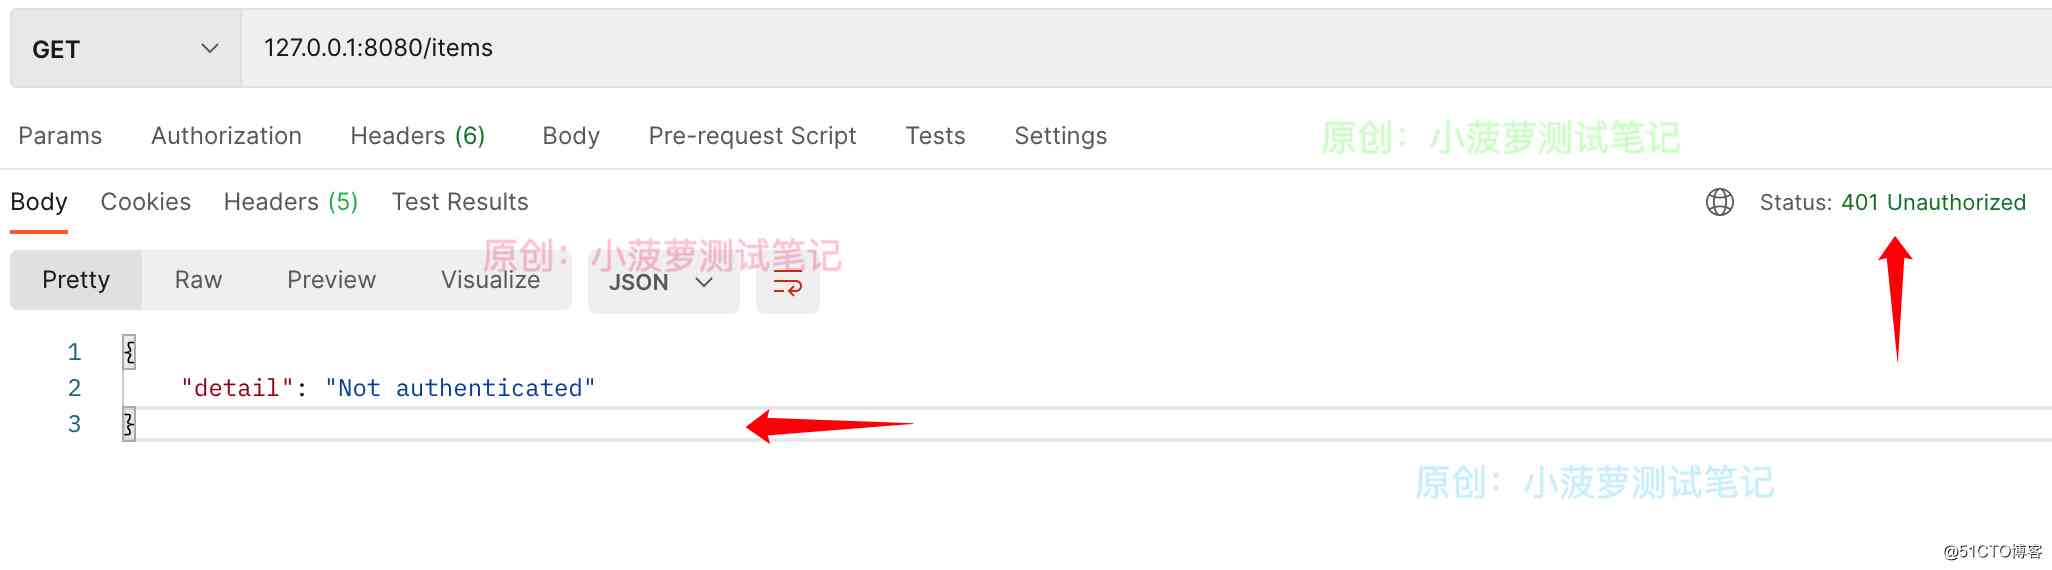 GET 127.0.0.1:8080/items
Params Authorization Headers (6) Body Pre-request Script Tests Settings
原创：小菠萝测试笔记
Body Cookies Headers (5) Test Results Status: 401 Unauthorized
原创：小菠萝测试笔记
Pretty Raw Preview Visualize JSON
1 {
2 "detail": "Not authenticated"
3 }
原创：小菠萝测试笔记
@51CTO博客